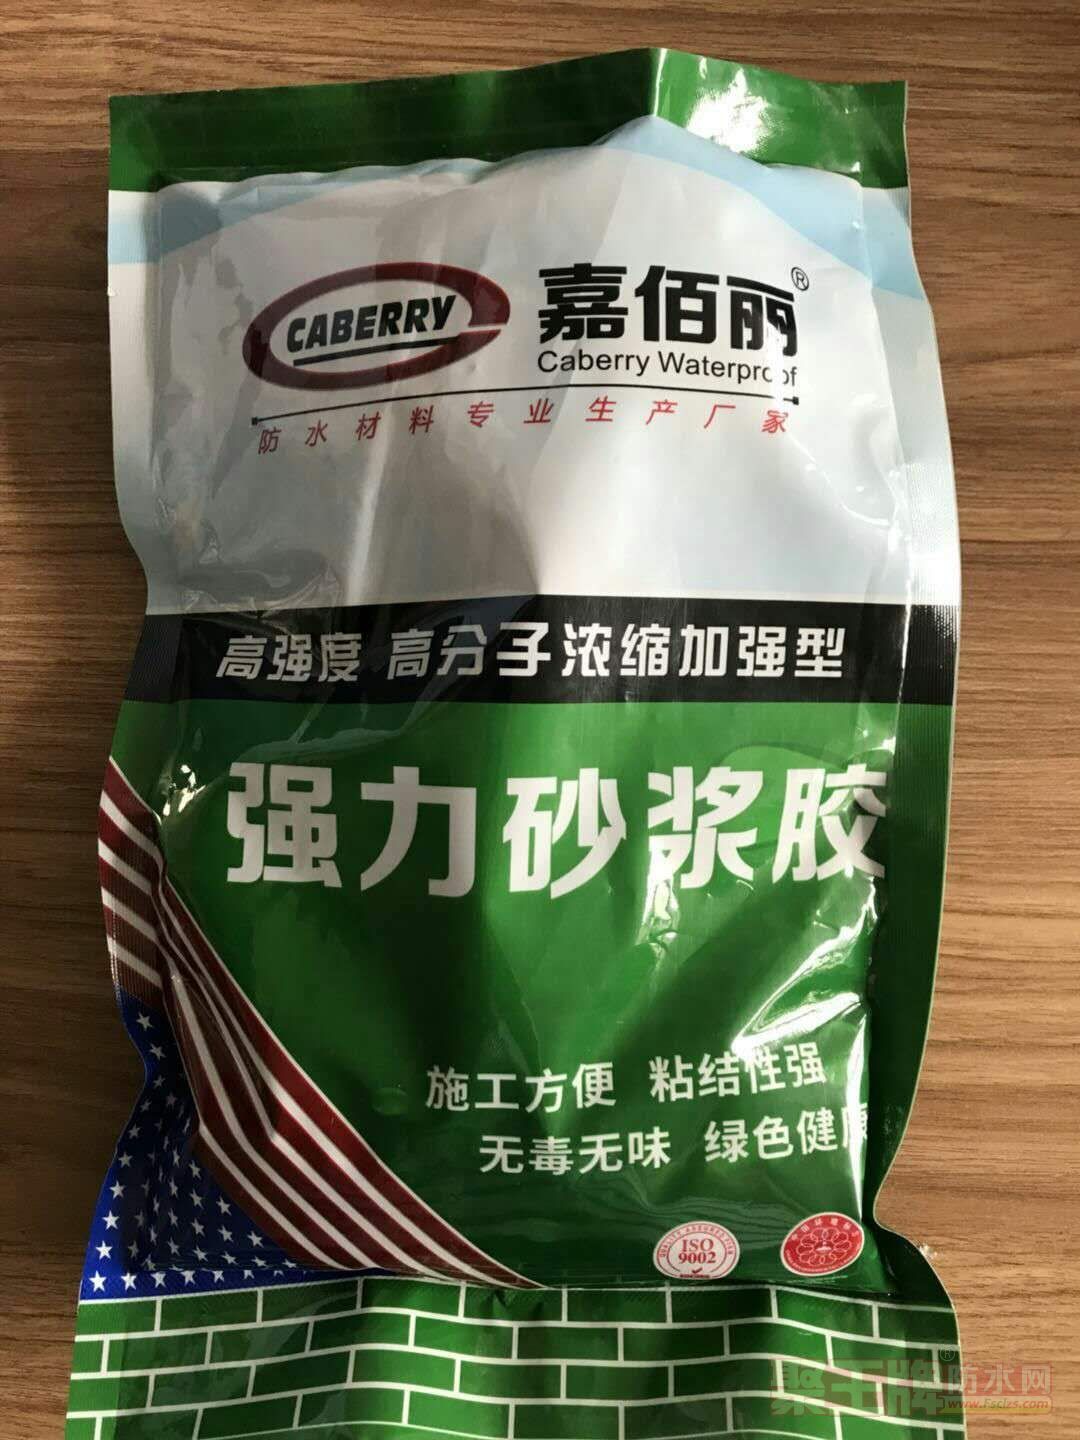 CABERRY
嘉佰丽®
Caberry Waterproof
防水材料专业生产厂家
高强度 高分子浓缩加强型
强力砂浆胶
施工方便 粘结性强
无毒无味 绿色健康
ISO
9002
聚王牌®防水网
www.Fsclzs.com